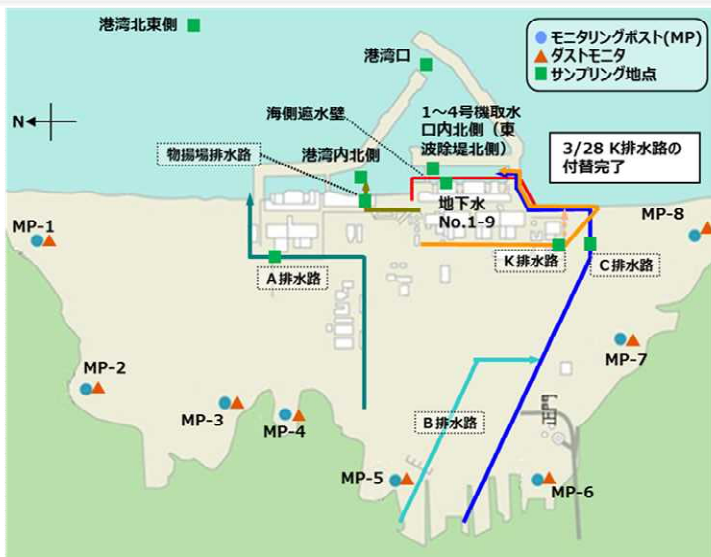 港湾北東側
港湾口
モニタリングポスト(MP)
ダストモニタ
サンプリング地点
N
海側遮水壁
1～4号機取水
口内北側（東
波除堤北側）
物揚場排水路
港湾内北側
3/28 K排水路の
付替完了
地下水
No.1-9
MP-1
MP-8
A排水路
K排水路
C排水路
MP-2
MP-7
MP-3
MP-4
B排水路
正門
MP-5
MP-6